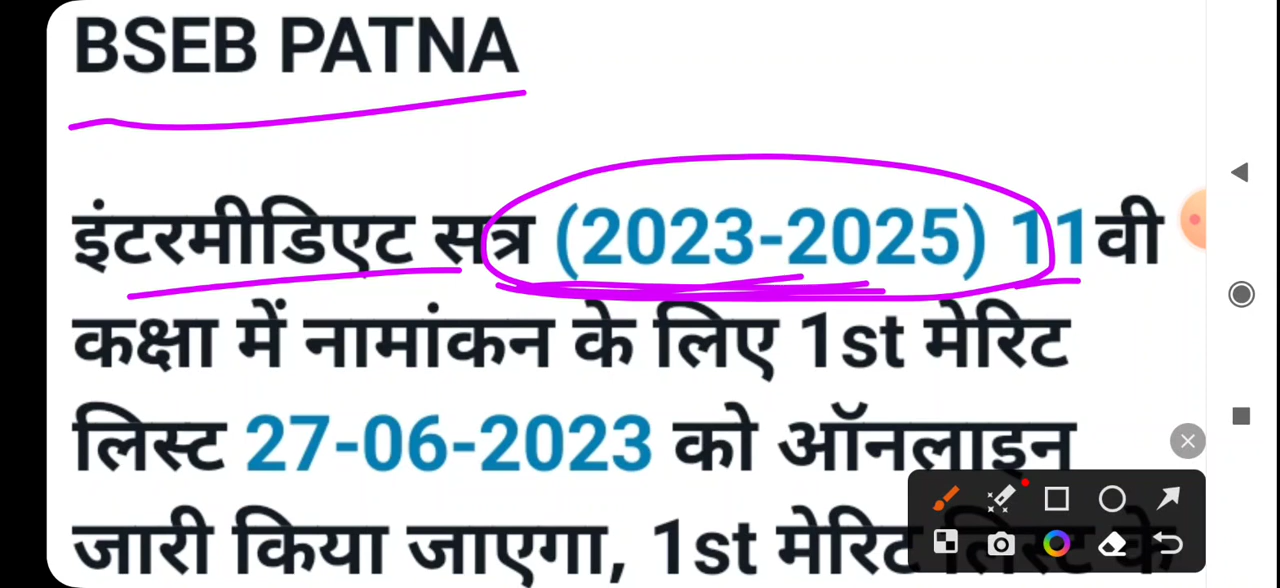 BSEB PATNA
इंटरमीडिएट सत्र (2023-2025) 11वी
कक्षा में नामांकन के लिए 1st मेरिट
लिस्ट 27-06-2023 को ऑनलाइन
जारी किया जाएगा, 1st मेरिट लिस्ट के